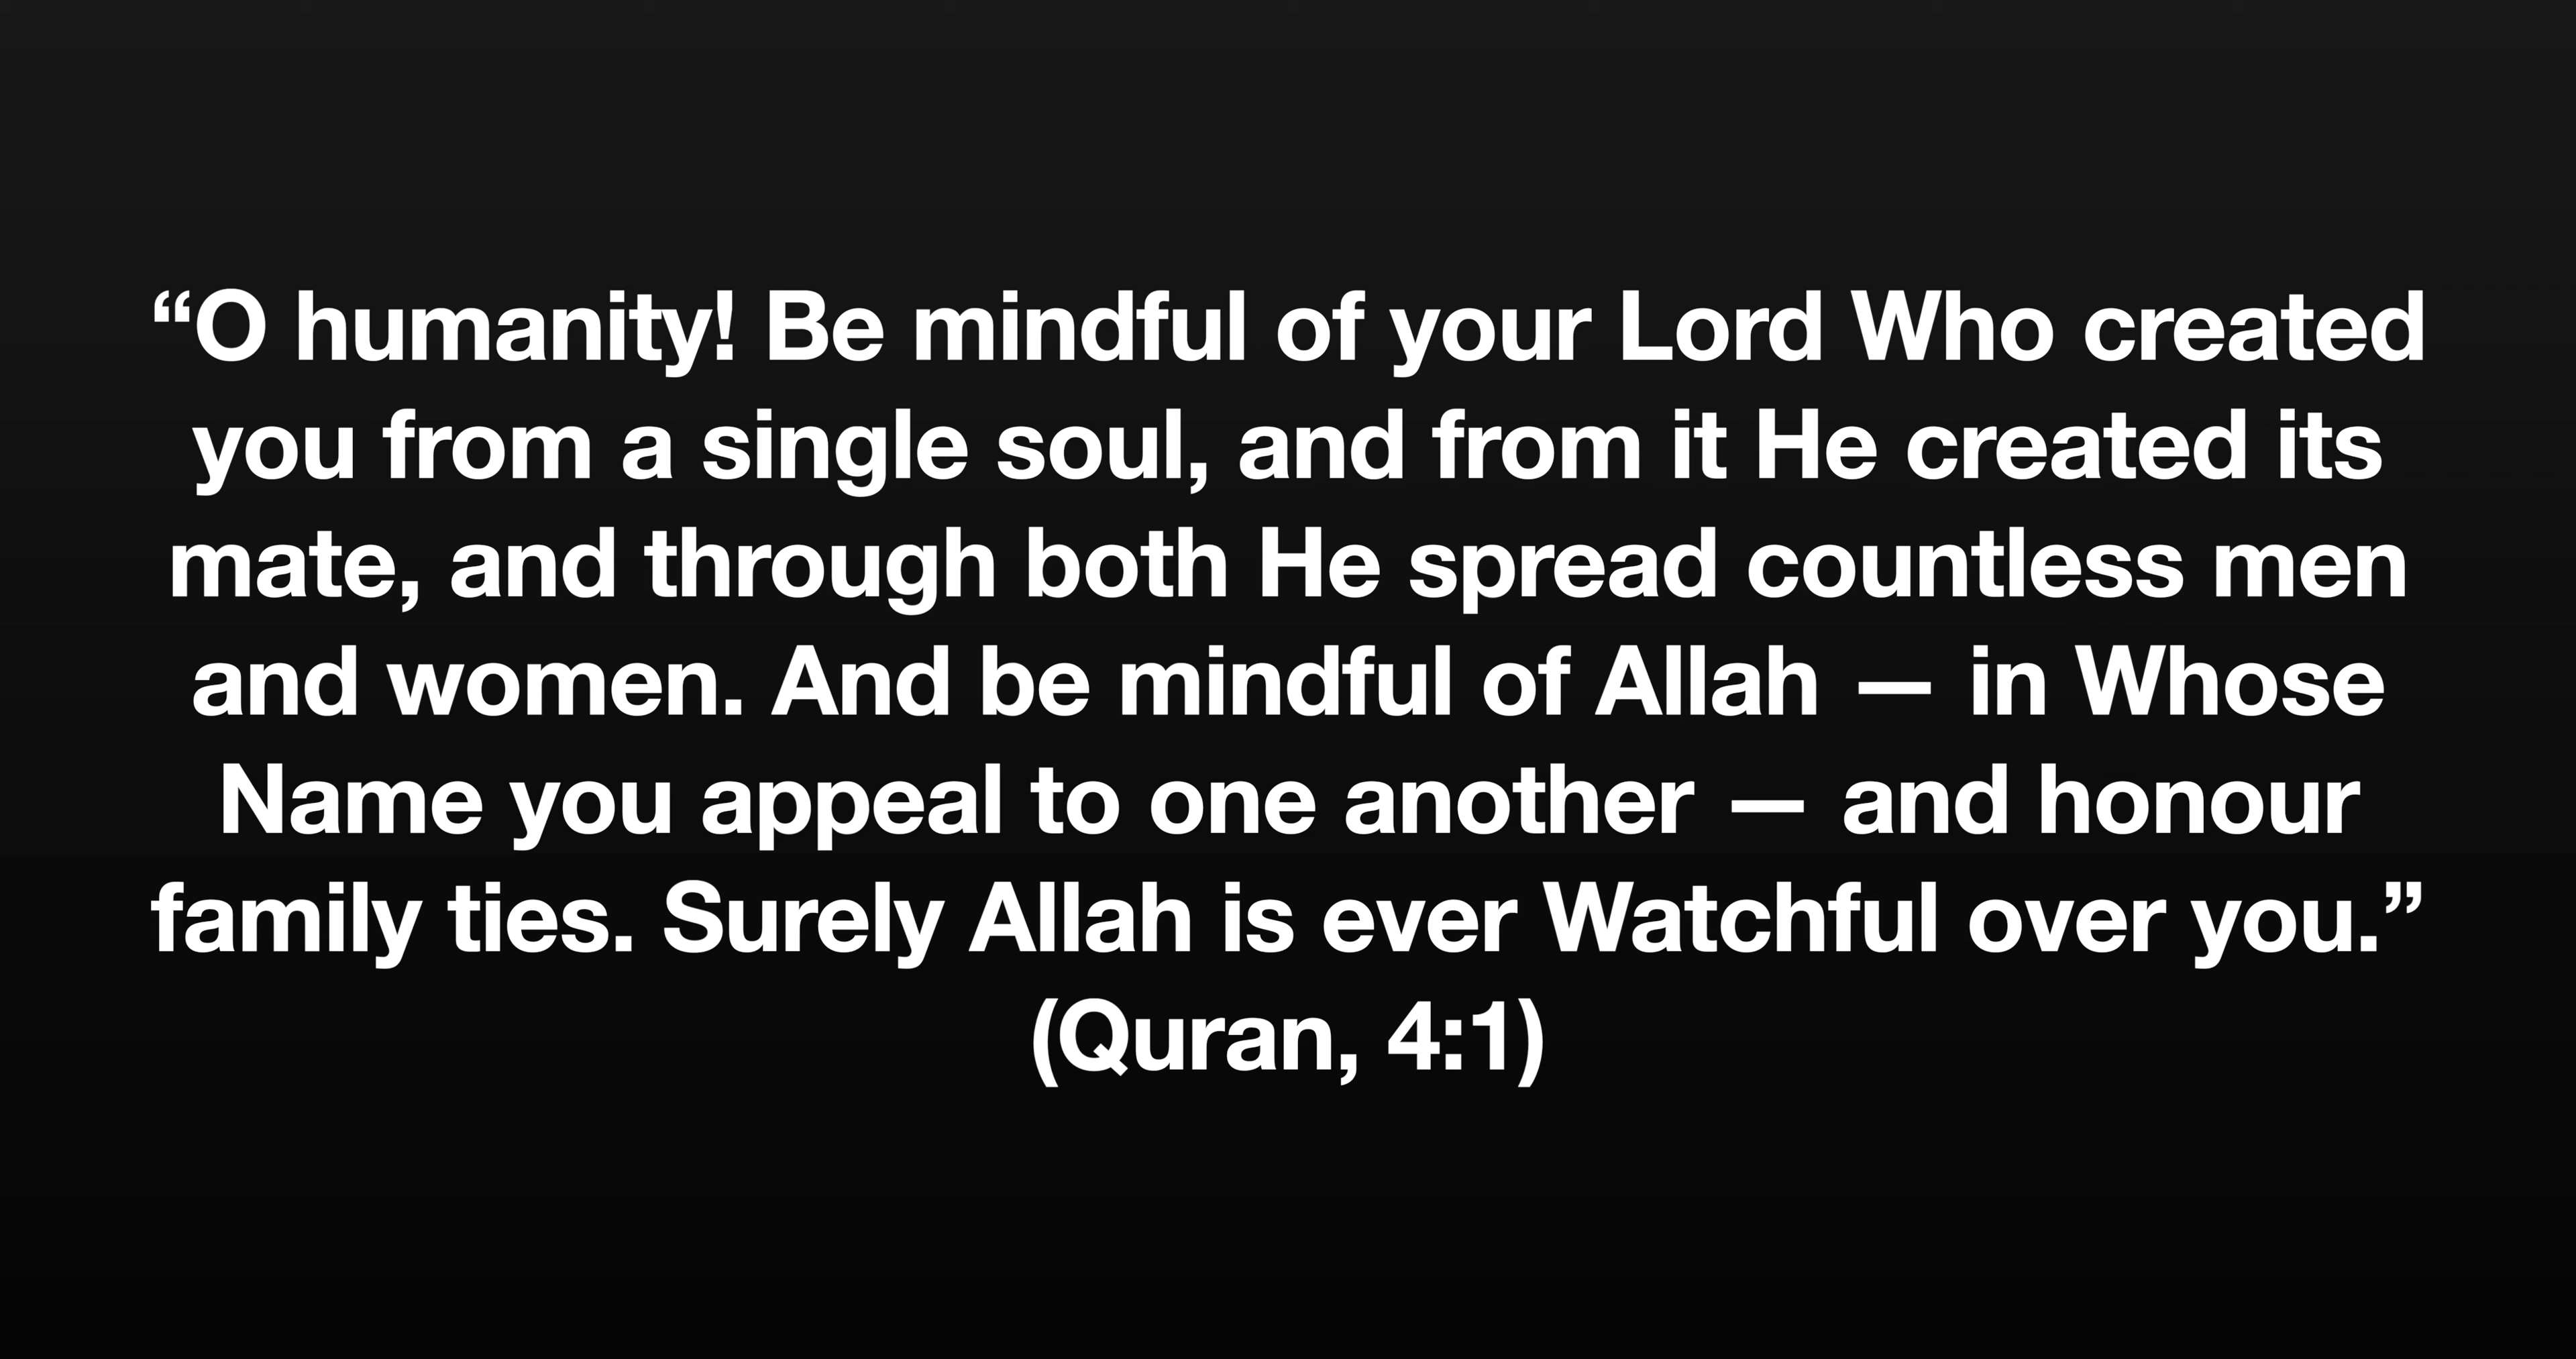 “O humanity! Be mindful of your Lord Who created
you from a single soul, and from it He created its
mate, and through both He spread countless men
and women. And be mindful of Allah — in Whose
Name you appeal to one another — and honour
family ties. Surely Allah is ever Watchful over you.”
(Quran, 4:1)